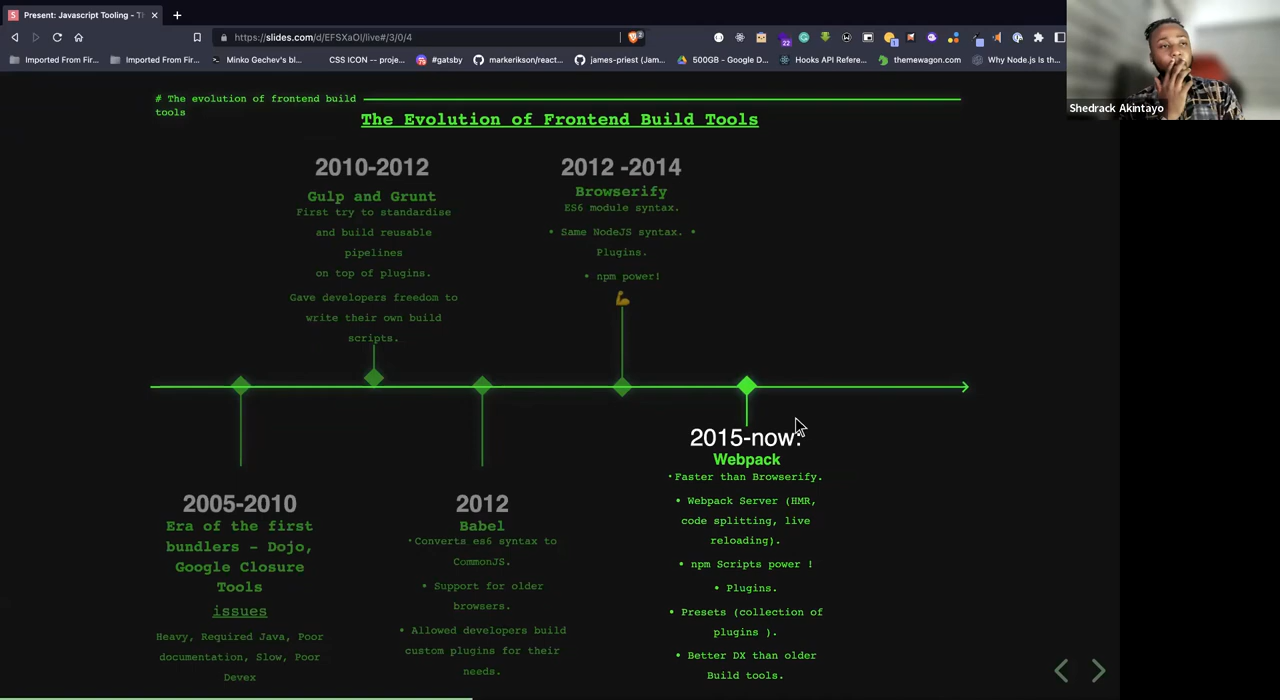 Present: Javascript Tooling - Th
https://slides.com/d/EFSXaOI/live#/3/0/4
22
1
2
Imported From Fir...
Imported From Fir...
Minko Gechev's bl...
CSS ICON -- proje...
#gatsby
markerikson/react...
james-priest (Jam...
500GB - Google D...
Hooks API Refere...
themewagon.com
Why Node.js Is th...
Shedrack Akintayo
# The evolution of frontend build
tools
The Evolution of Frontend Build Tools
2010-2012
Gulp and Grunt
First try to standardise
and build reusable
pipelines
on top of plugins.
Gave developers freedom to
write their own build
scripts.
2012 -2014
Browserify
ES6 module syntax.
• Same NodeJS syntax. •
Plugins.
• npm power!
💪
2005-2010
Era of the first
bundlers – Dojo,
Google Closure
Tools
issues
Heavy, Required Java, Poor
documentation, Slow, Poor
Devex
2012
Babel
•Converts es6 syntax to
CommonJS.
• Support for older
browsers.
• Allowed developers build
custom plugins for their
needs.
2015-now:
Webpack
•Faster than Browserify.
• Webpack Server (HMR,
code splitting, live
reloading).
• npm Scripts power !
• Plugins.
• Presets (collection of
plugins ).
• Better DX than older
Build tools.